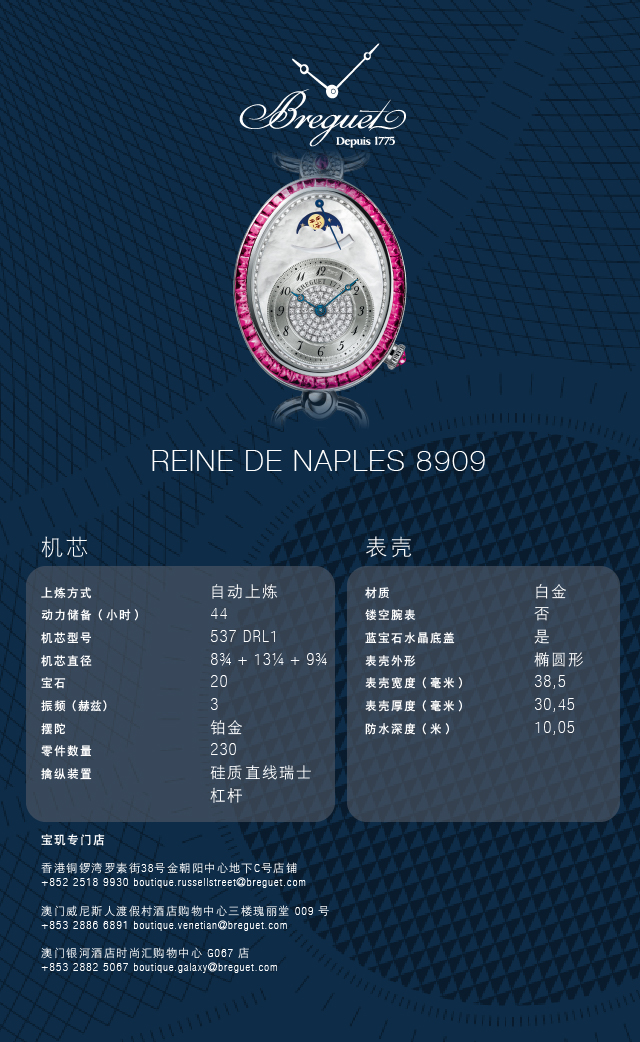 Breguet
Depuis 1775
REINE DE NAPLES 8909
机芯
上炼方式 自动上炼
动力储备（小时） 44
机芯型号 537 DRL1
机芯直径 8¾ + 13¼ + 9¾
宝石 20
振频（赫兹） 3
摆陀 铂金
零件数量 230
擒纵装置 硅质直线瑞士
杠杆
表壳
材质 白金
镂空腕表 否
蓝宝石水晶底盖 是
表壳外形 椭圆形
表壳宽度（毫米） 38,5
表壳厚度（毫米） 30,45
防水深度（米） 10,05
宝玑专门店
香港铜锣湾罗素街38号金朝阳中心地下C号店铺
+852 2518 9930 boutique.russellstreet@breguet.com
澳门威尼斯人渡假村酒店购物中心三楼瑰丽堂 009 号
+853 2886 6891 boutique.venetian@breguet.com
澳门银河酒店时尚汇购物中心 G067 店
+853 2882 5067 boutique.galaxy@breguet.com